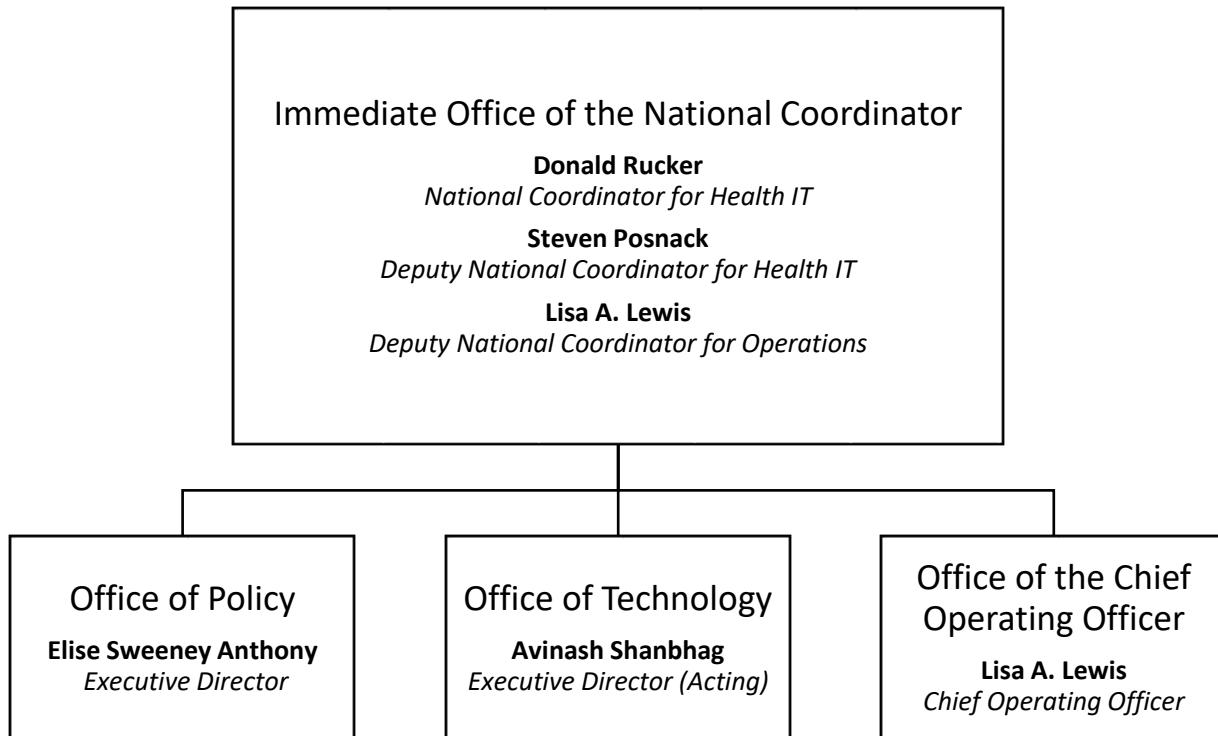 Immediate Office of the National Coordinator
Donald Rucker
National Coordinator for Health IT
Steven Posnack
Deputy National Coordinator for Health IT
Lisa A. Lewis
Deputy National Coordinator for Operations
Office of Policy
Elise Sweeney Anthony
Executive Director
Office of Technology
Avinash Shanbhag
Executive Director (Acting)
Office of the Chief
Operating Officer
Lisa A. Lewis
Chief Operating Officer